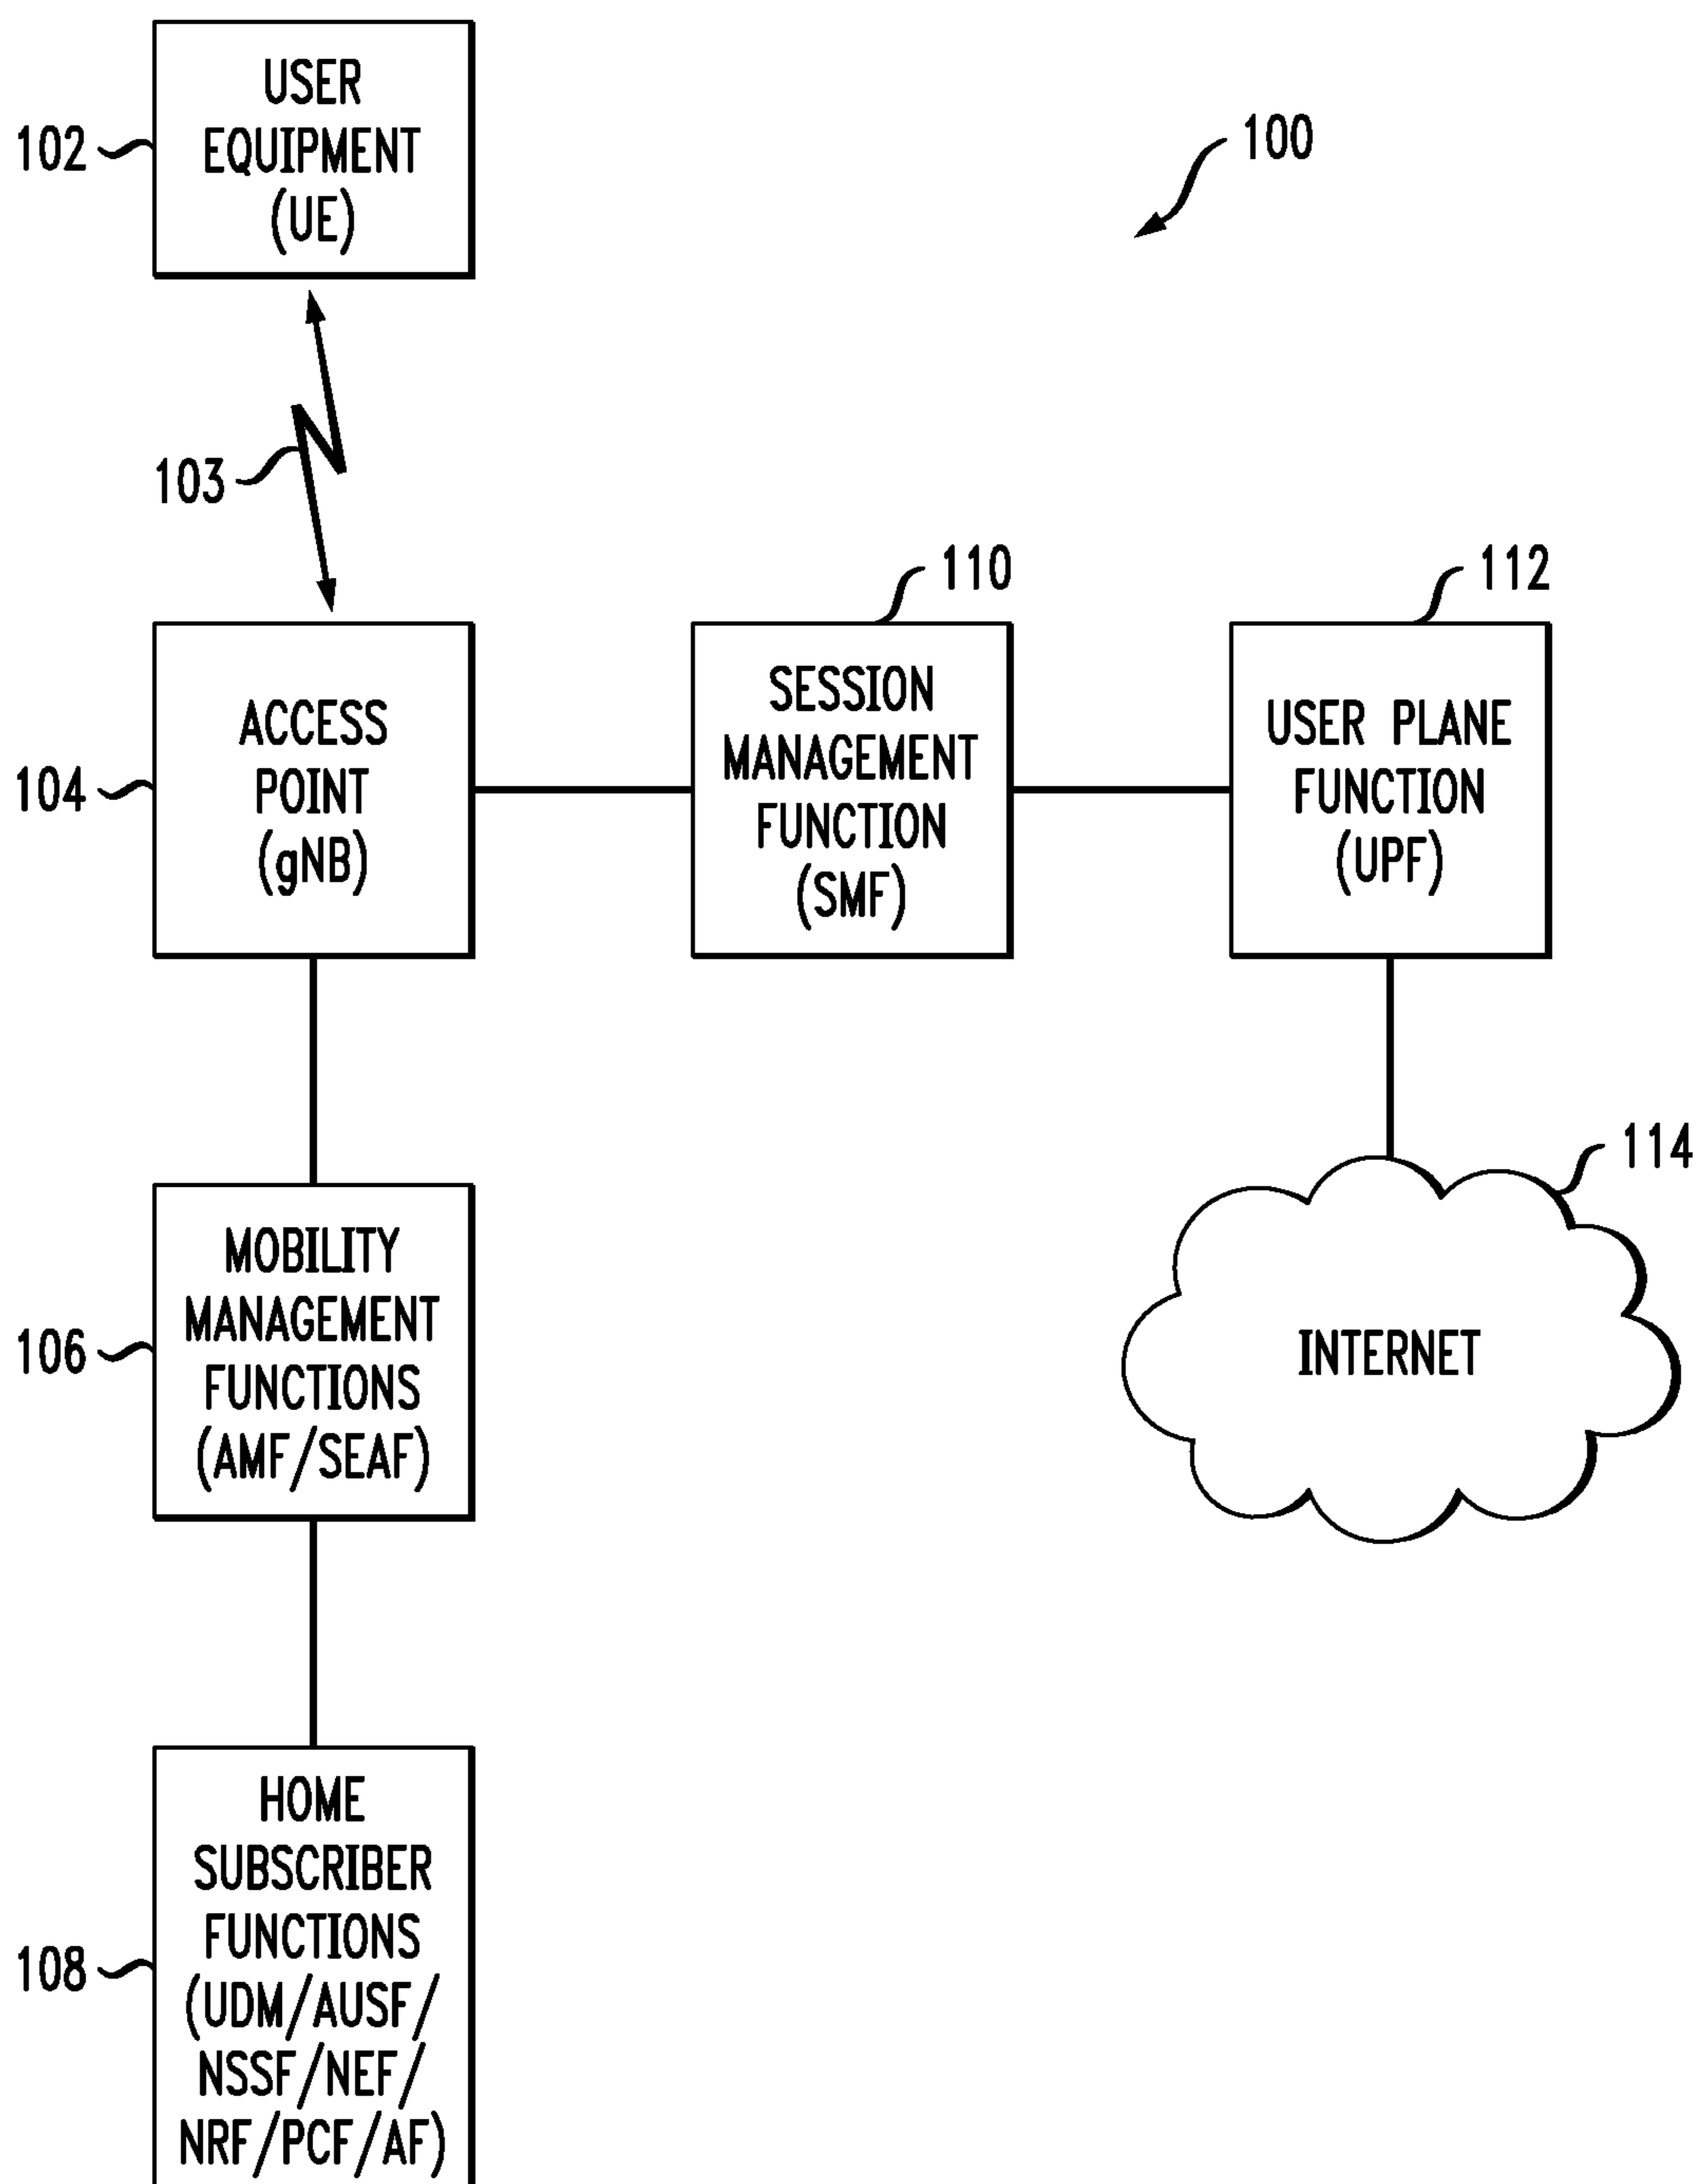 USER
EQUIPMENT
(UE)
102
100
103
110
112
ACCESS
POINT
(gNB)
104
SESSION
MANAGEMENT
FUNCTION
(SMF)
USER PLANE
FUNCTION
(UPF)
114
MOBILITY
MANAGEMENT
FUNCTIONS
(AMF/SEAF)
106
INTERNET
HOME
SUBSCRIBER
FUNCTIONS
(UDM/AUSF/
NSSF/NEF/
NRF/PCF/AF)
108